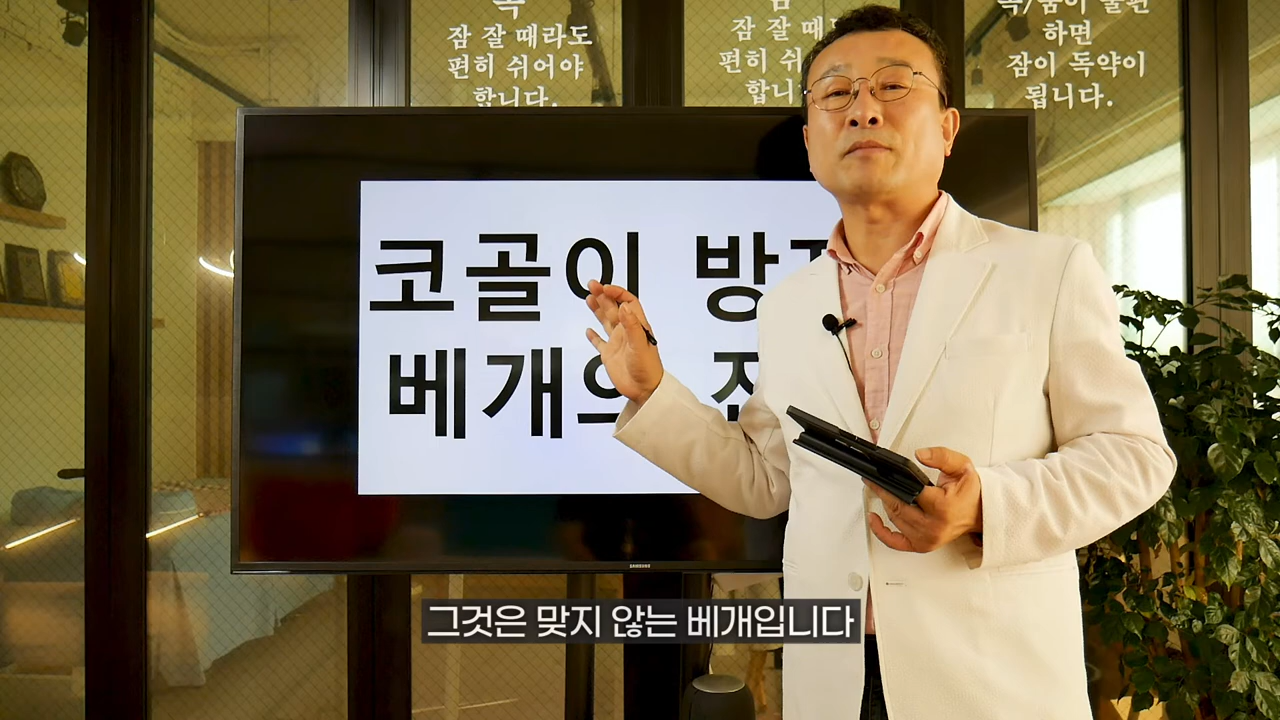 잠 잘 때라도
편히 쉬어야
합니다.
잠 잘 때
편히 쉬
합니
하면
잠이 독약이
됩니다.
코골이 방
베개의
SAMSUNG
그것은 맞지 않는 베개입니다